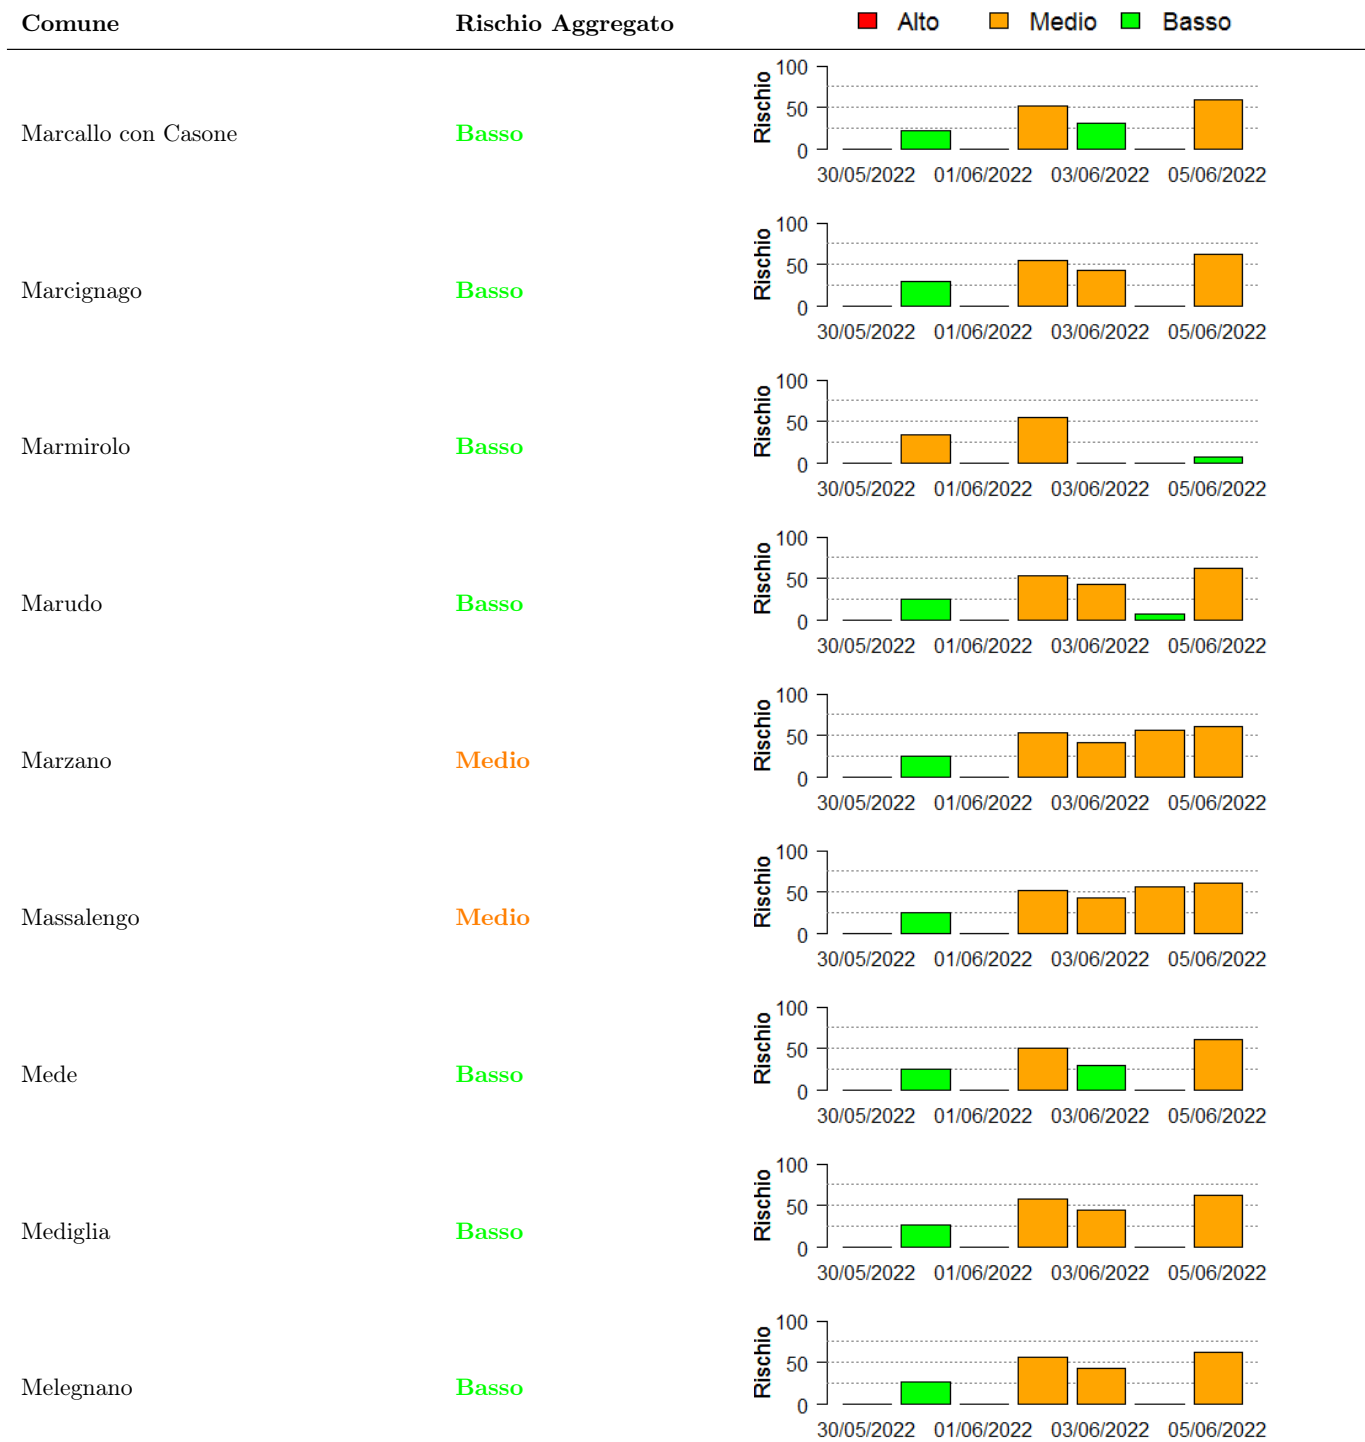 Comune Rischio Aggregato Alto Medio Basso
100
50
0
Rischio
Marcallo con Casone Basso
30/05/2022 01/06/2022 03/06/2022 05/06/2022
100
50
0
Rischio
Marcignago Basso
30/05/2022 01/06/2022 03/06/2022 05/06/2022
100
50
0
Rischio
Marmirolo Basso
30/05/2022 01/06/2022 03/06/2022 05/06/2022
100
50
0
Rischio
Marudo Basso
30/05/2022 01/06/2022 03/06/2022 05/06/2022
100
50
0
Rischio
Marzano Medio
30/05/2022 01/06/2022 03/06/2022 05/06/2022
100
50
0
Rischio
Massalengo Medio
30/05/2022 01/06/2022 03/06/2022 05/06/2022
100
50
0
Rischio
Mede Basso
30/05/2022 01/06/2022 03/06/2022 05/06/2022
100
50
0
Rischio
Mediglia Basso
30/05/2022 01/06/2022 03/06/2022 05/06/2022
100
50
0
Rischio
Melegnano Basso
30/05/2022 01/06/2022 03/06/2022 05/06/2022